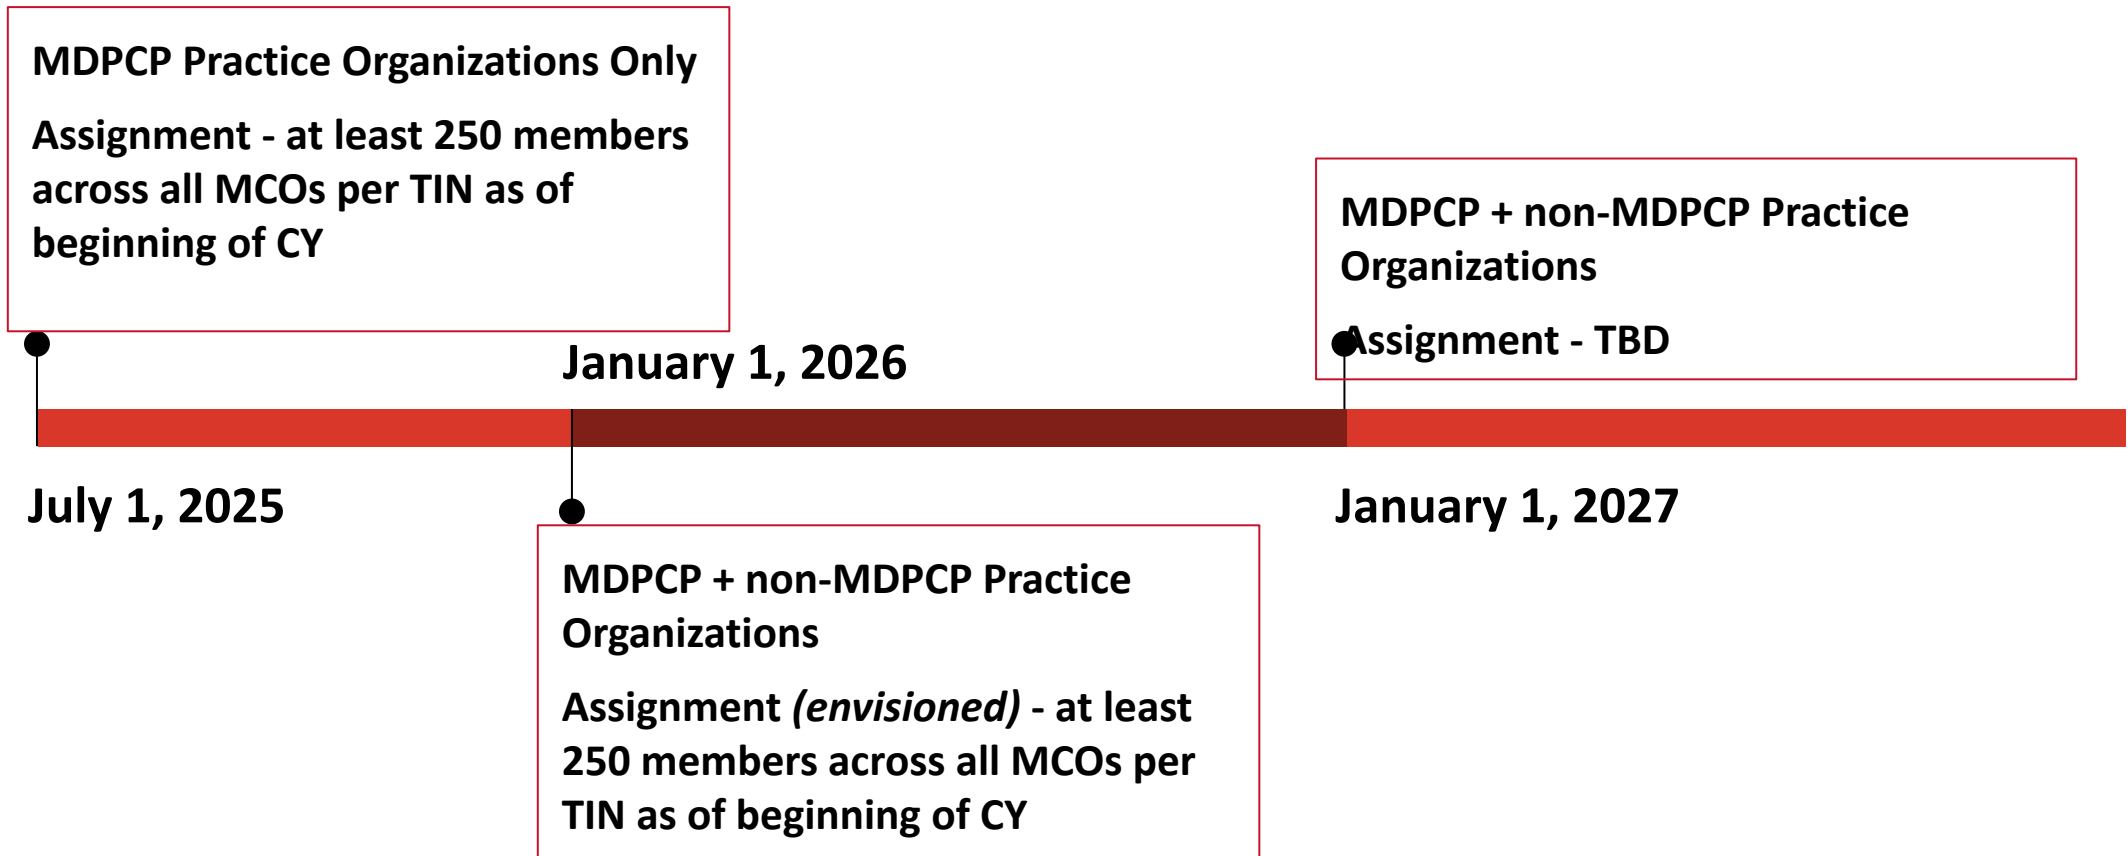 MDPCP Practice Organizations Only
Assignment - at least 250 members
across all MCOs per TIN as of
beginning of CY
January 1, 2026
MDPCP + non-MDPCP Practice
Organizations
Assignment - TBD
July 1, 2025
January 1, 2027
MDPCP + non-MDPCP Practice
Organizations
Assignment (envisioned) - at least
250 members across all MCOs per
TIN as of beginning of CY